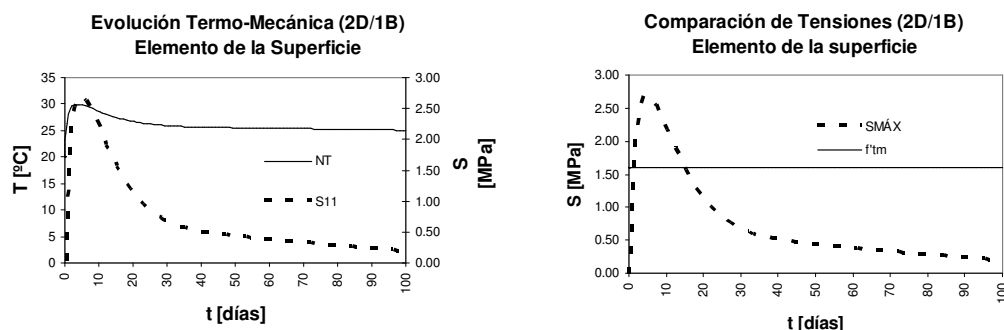 Evolución Termo-Mecánica (2D/1B)
Elemento de la Superficie
35
30
25
20
15
10
5
0
T [ºC]
3.00
2.50
2.00
1.50
1.00
0.50
0.00
S
[MPa]
NT
S11
0 10 20 30 40 50 60 70 80 90 100
t [días]
Comparación de Tensiones (2D/1B)
Elemento de la superficie
3.00
2.50
2.00
1.50
1.00
0.50
0.00
S [MPa]
SMÁX
f'tm
0 10 20 30 40 50 60 70 80 90 100
t [días]